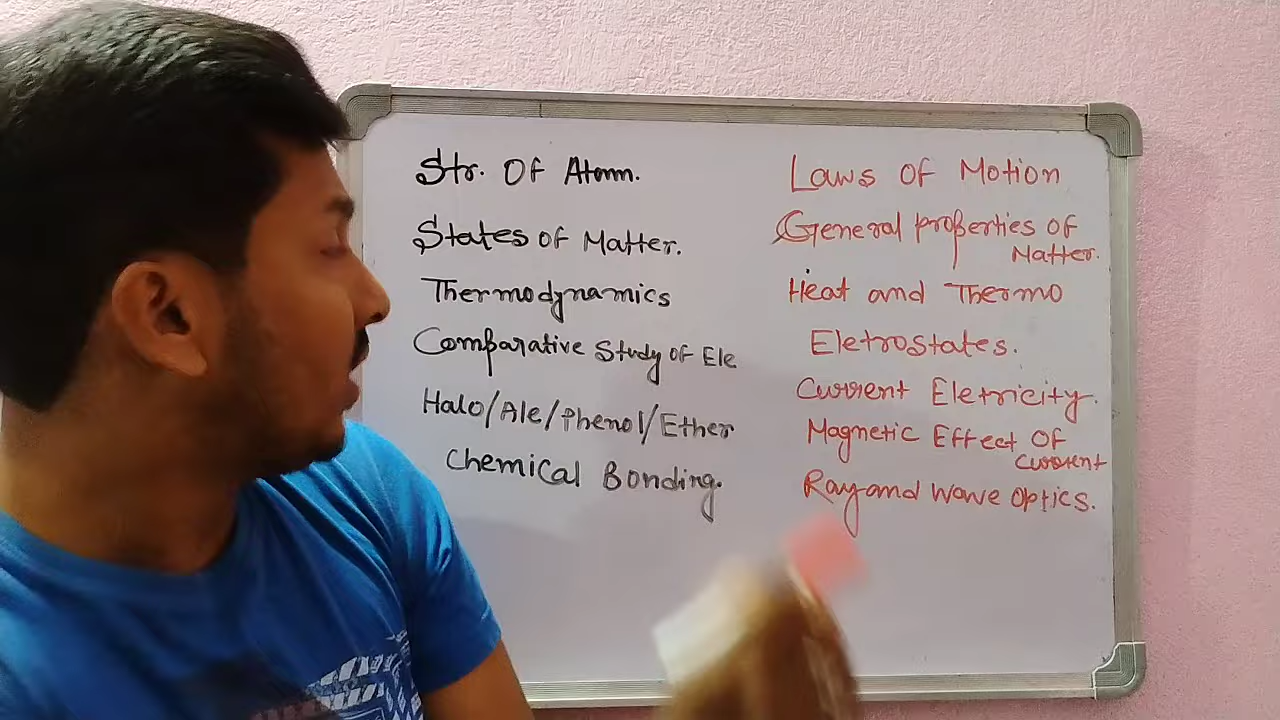 Str. Of Atom.
States of Matter.
Thermodynamics
Comparative Study of Ele
Halo/Ale/Phenol/Ether
Chemical Bonding.
Laws Of Motion
General properties of
Matter.
Heat and Thermo
Eletrostates.
Current Eletricity.
Magnetic Effect Of
Current
Ray and Wave Optics.